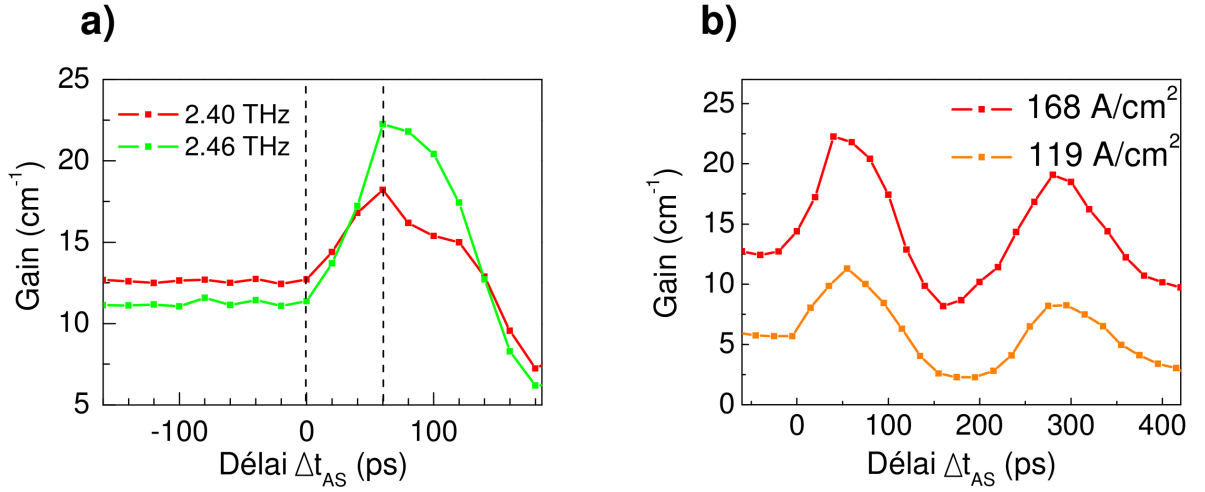 a)
25
20
15
10
5
Gain (cm⁻¹)
2.40 THz
2.46 THz
-100
0
100
Délai Δt_AS (ps)
b)
25
20
15
10
5
0
Gain (cm⁻¹)
168 A/cm²
119 A/cm²
0
100
200
300
400
Délai Δt_AS (ps)